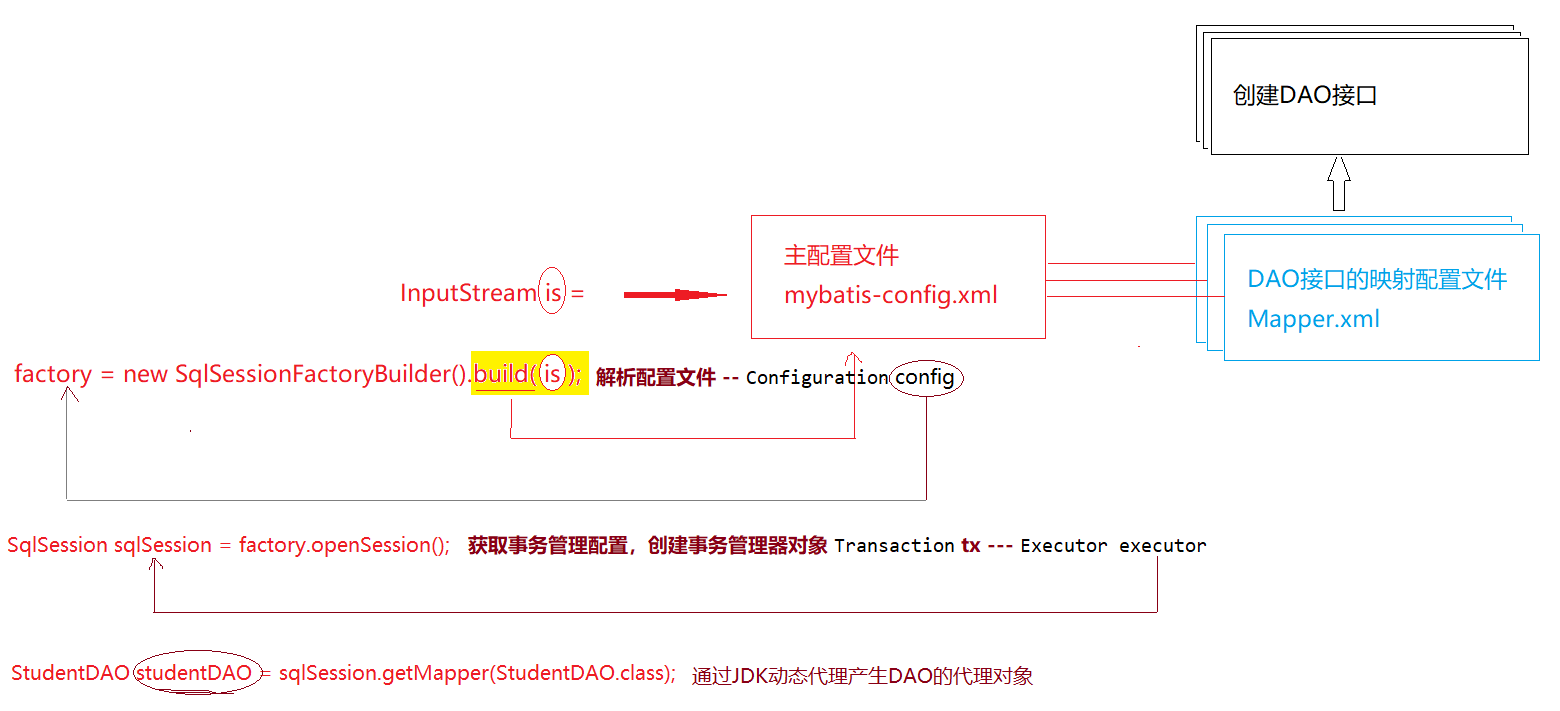 创建DAO接口
主配置文件
mybatis-config.xml
DAO接口的映射配置文件
Mapper.xml
InputStream is =
factory = new SqlSessionFactoryBuilder().build( is ); 解析配置文件 -- Configuration config
SqlSession sqlSession = factory.openSession(); 获取事务管理配置，创建事务管理器对象 Transaction tx --- Executor executor
StudentDAO studentDAO = sqlSession.getMapper(StudentDAO.class); 通过JDK动态代理产生DAO的代理对象